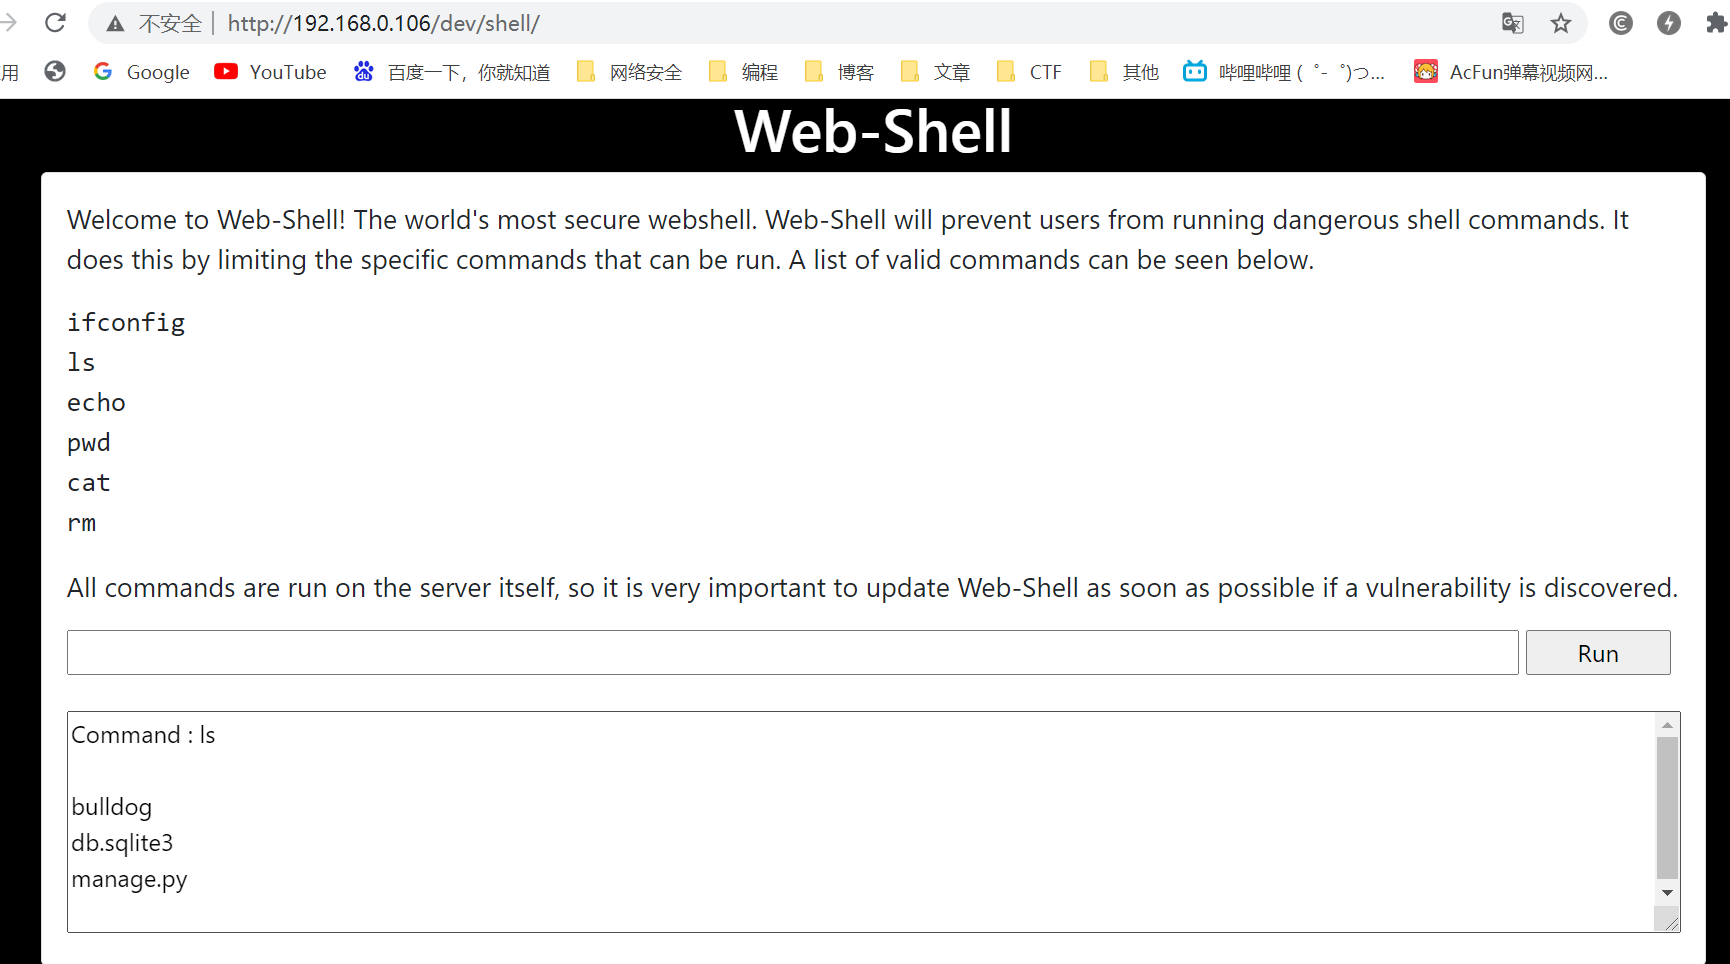 不安全 | http://192.168.0.106/dev/shell/
用 Google YouTube 百度一下，你就知道 网络安全 编程 博客 文章 CTF 其他 哔哩哔哩 ( ゜- ゜)つ... AcFun弹幕视频网...
Web-Shell
Welcome to Web-Shell! The world's most secure webshell. Web-Shell will prevent users from running dangerous shell commands. It
does this by limiting the specific commands that can be run. A list of valid commands can be seen below.
ifconfig
ls
echo
pwd
cat
rm
All commands are run on the server itself, so it is very important to update Web-Shell as soon as possible if a vulnerability is discovered.
Run
Command : ls
bulldog
db.sqlite3
manage.py